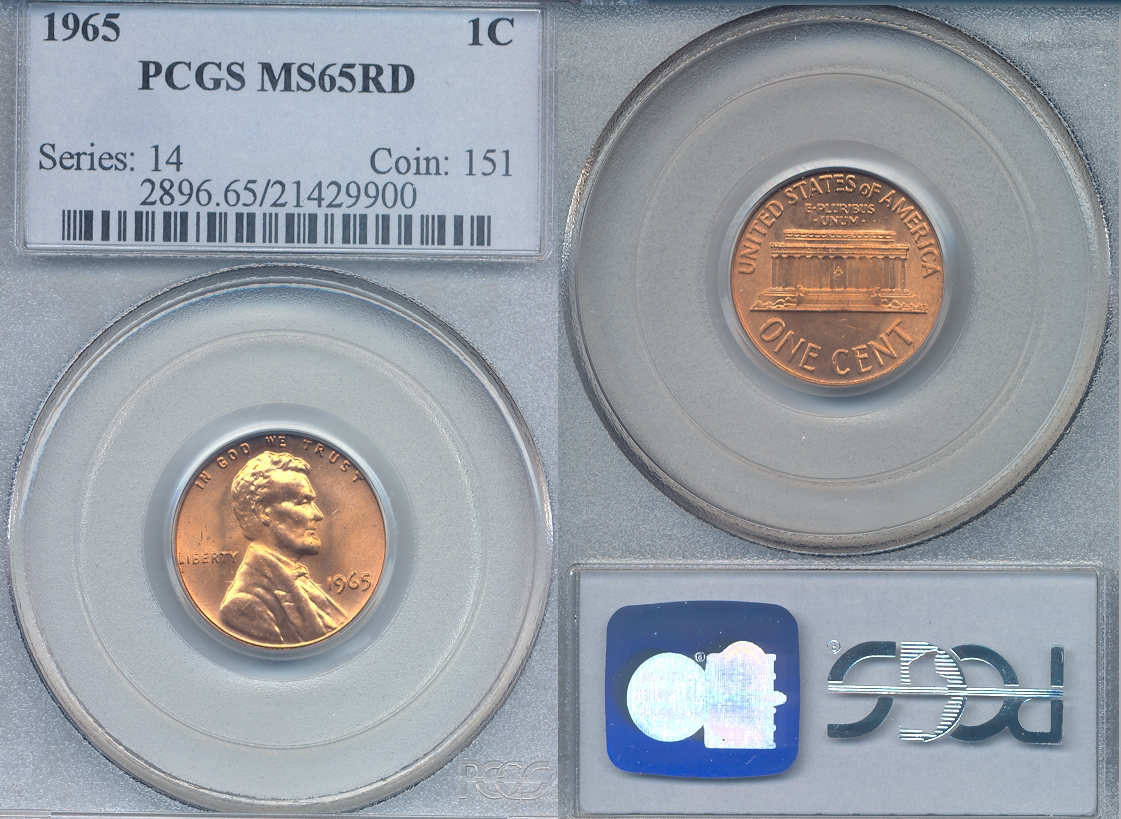 1965 1C
PCGS MS65RD
Series: 14 Coin: 151
2896.65/21429900
IN GOD WE TRUST
LIBERTY
1965
PCGS
UNITED STATES OF AMERICA
E·PLURIBUS
·UNUM·
ONE CENT
®
® PCGS